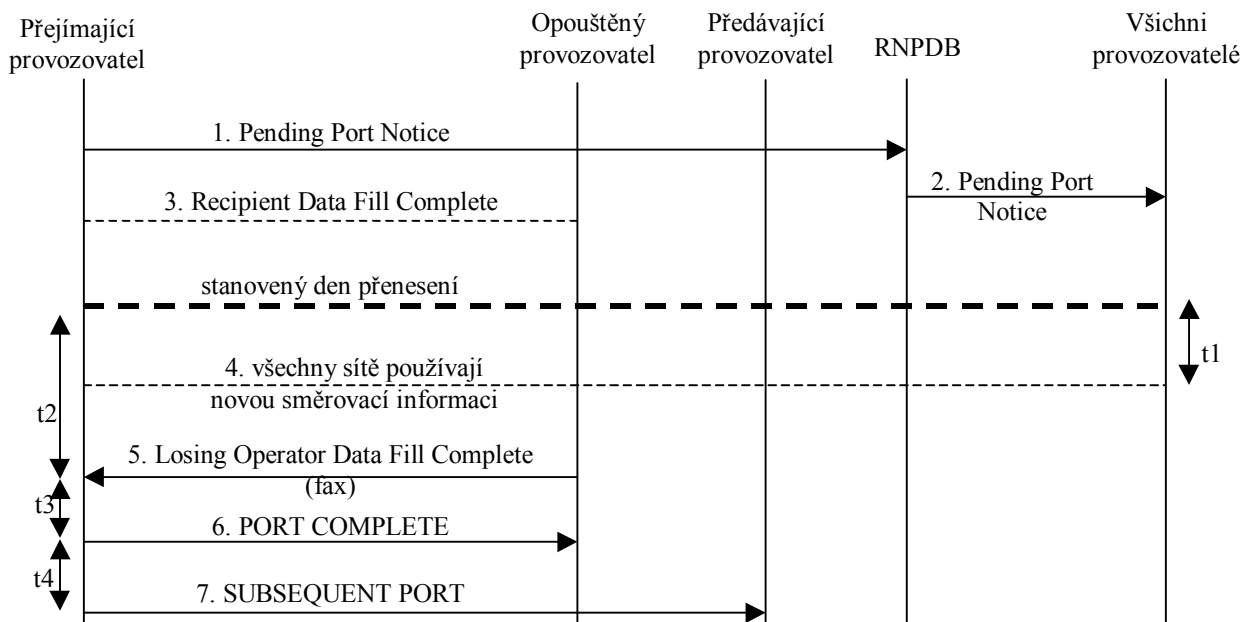 Přejímající
provozovatel
Opouštěný
provozovatel
Předávající
provozovatel
RNPDB
Všichni
provozovatelé
1. Pending Port Notice
2. Pending Port
Notice
3. Recipient Data Fill Complete
stanovený den přenesení
t1
4. všechny sítě používají
novou směrovací informaci
t2
5. Losing Operator Data Fill Complete
(fax)
t3
6. PORT COMPLETE
t4
7. SUBSEQUENT PORT